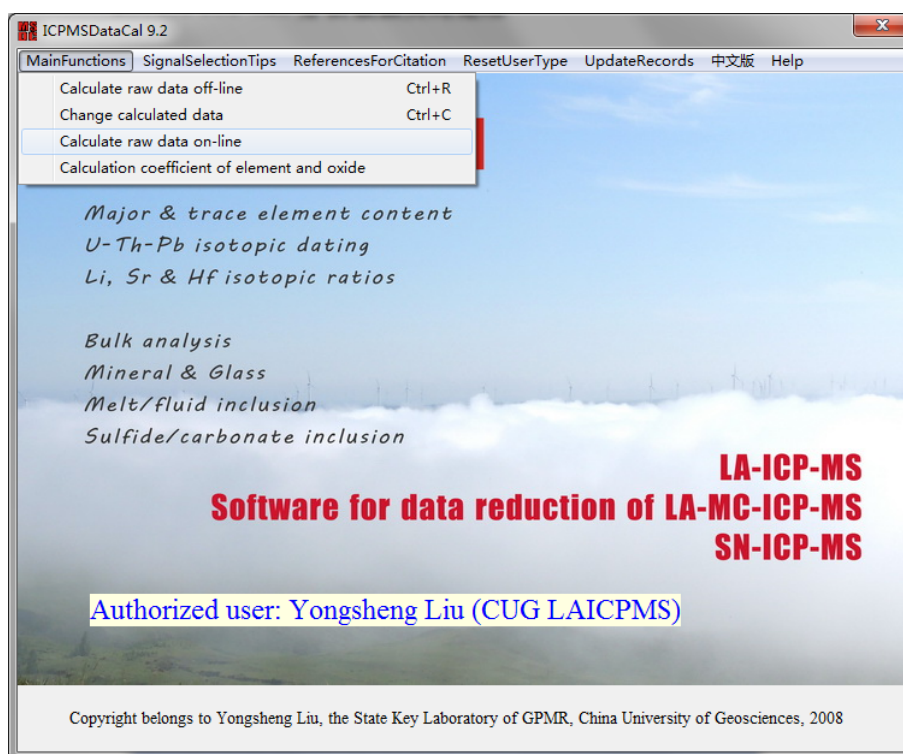 ICPMSDataCal 9.2
MainFunctions SignalSelectionTips ReferencesForCitation ResetUserType UpdateRecords 中文版 Help
Calculate raw data off-line Ctrl+R
Change calculated data Ctrl+C
Calculate raw data on-line
Calculation coefficient of element and oxide
Major & trace element content
U-Th-Pb isotopic dating
Li, Sr & Hf isotopic ratios
Bulk analysis
Mineral & Glass
Melt/fluid inclusion
Sulfide/carbonate inclusion
LA-ICP-MS
Software for data reduction of LA-MC-ICP-MS
SN-ICP-MS
Authorized user: Yongsheng Liu (CUG LAICPMS)
Copyright belongs to Yongsheng Liu, the State Key Laboratory of GPMR, China University of Geosciences, 2008